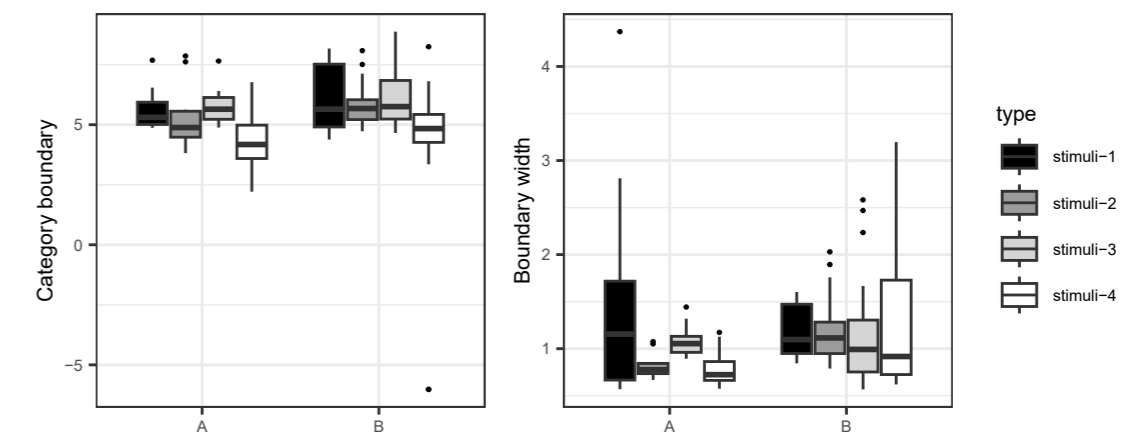 Category boundary
5
0
−5
A
B
Boundary width
4
3
2
1
A
B
type
stimuli−1
stimuli−2
stimuli−3
stimuli−4